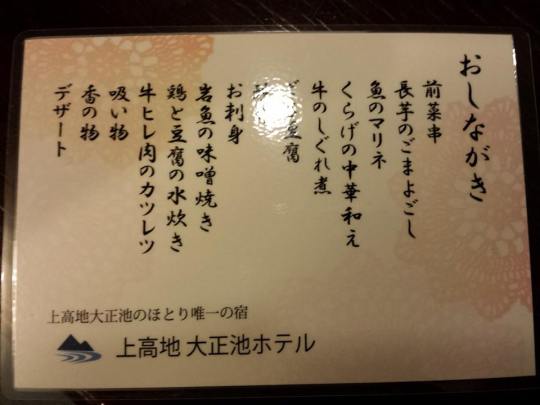 おしながき
前菜串
長芋のごまよごし
魚のマリネ
くらげの中華和え
牛のしぐれ煮
豆腐
お刺身
岩魚の味噌焼き
鶏と豆腐の水炊き
牛ヒレ肉のカツレツ
吸い物
香の物
デザート
上高地大正池のほとり唯一の宿
上高地 大正池ホテル